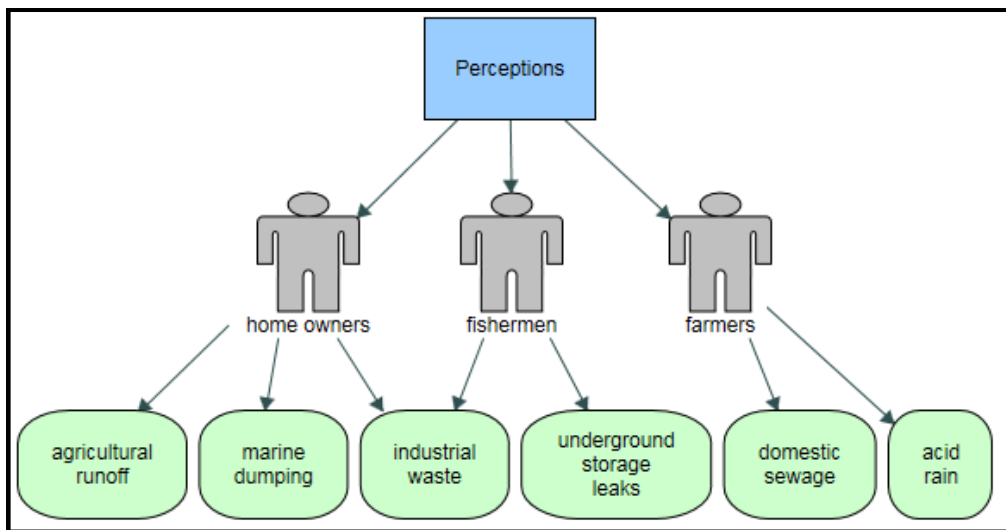 Perceptions
home owners
fishermen
farmers
agricultural
runoff
marine
dumping
industrial
waste
underground
storage
leaks
domestic
sewage
acid
rain